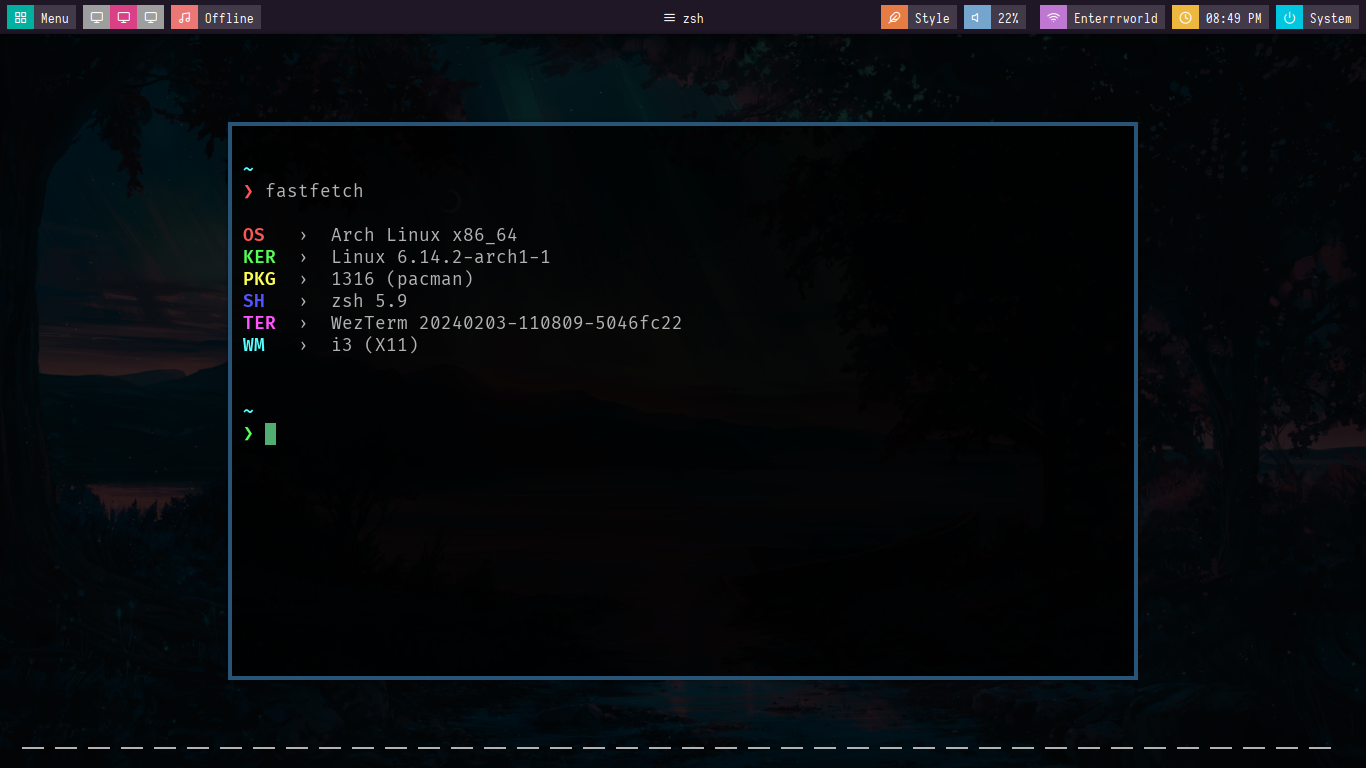 Menu Offline zsh Style 22% Enterrrworld 08:49 PM System
~
❯ fastfetch
OS › Arch Linux x86_64
KER › Linux 6.14.2-arch1-1
PKG › 1316 (pacman)
SH › zsh 5.9
TER › WezTerm 20240203-110809-5046fc22
WM › i3 (X11)
~
❯